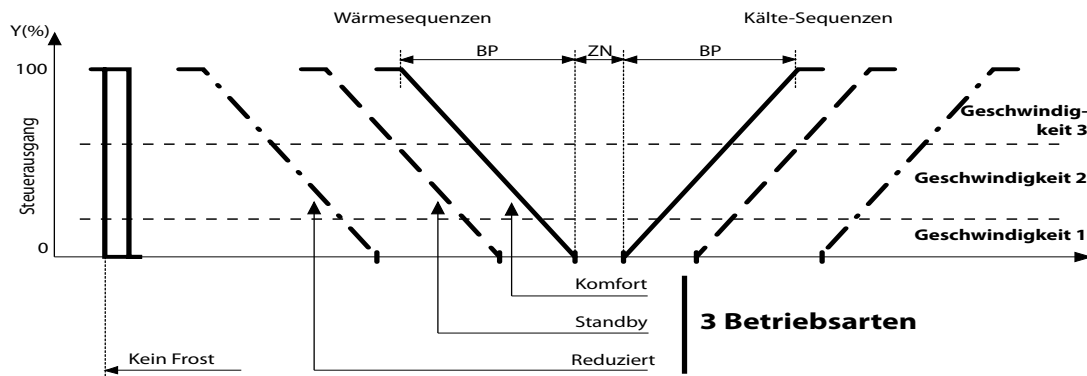 Wärmesequenzen
Kälte-Sequenzen
Y(%)
BP
ZN
BP
100
Geschwindig-
keit 3
Geschwindigkeit 2
Geschwindigkeit 1
Steuerausgang
0
Komfort
Standby
3 Betriebsarten
Reduziert
Kein Frost